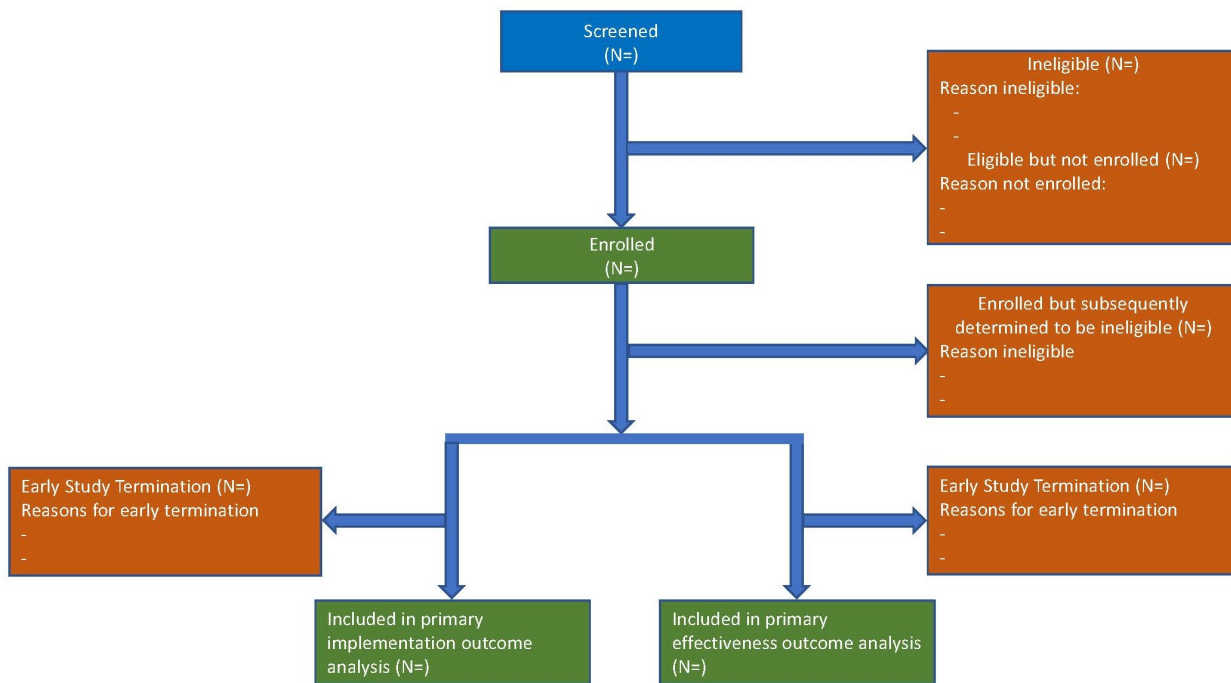 Screened
(N=)
Ineligible (N=)
Reason ineligible:
-
-
Eligible but not enrolled (N=)
Reason not enrolled:
-
-
Enrolled
(N=)
Enrolled but subsequently
determined to be ineligible (N=)
Reason ineligible
-
-
Early Study Termination (N=)
Reasons for early termination
-
-
Early Study Termination (N=)
Reasons for early termination
-
-
Included in primary
implementation outcome
analysis (N=)
Included in primary
effectiveness outcome analysis
(N=)